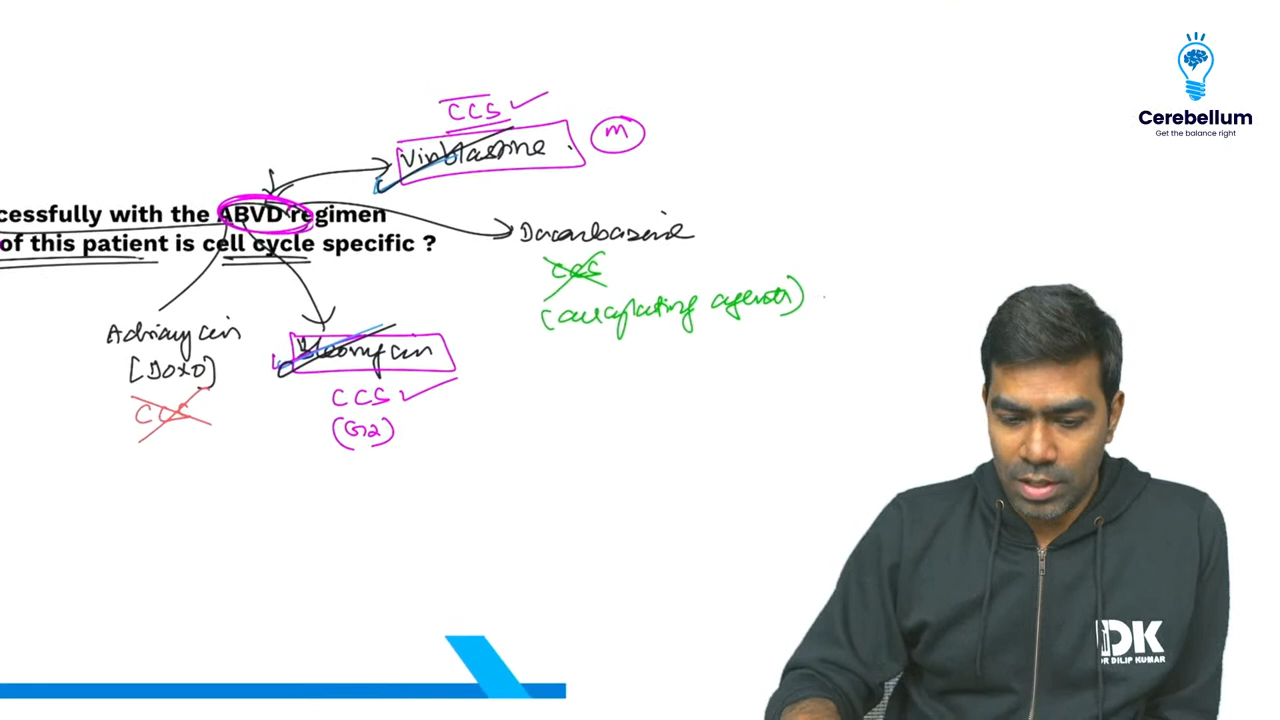 CCS
Vinblastine
m
Cerebellum
Get the balance right
cessfully with the ABVD regimen
of this patient is cell cycle specific ?
Dacarbazine
CCS
(alkylating agents)
Adriamycin
[DOXO]
CCS
Bleomycin
CCS
(G2)
DK
DR DILIP KUMAR